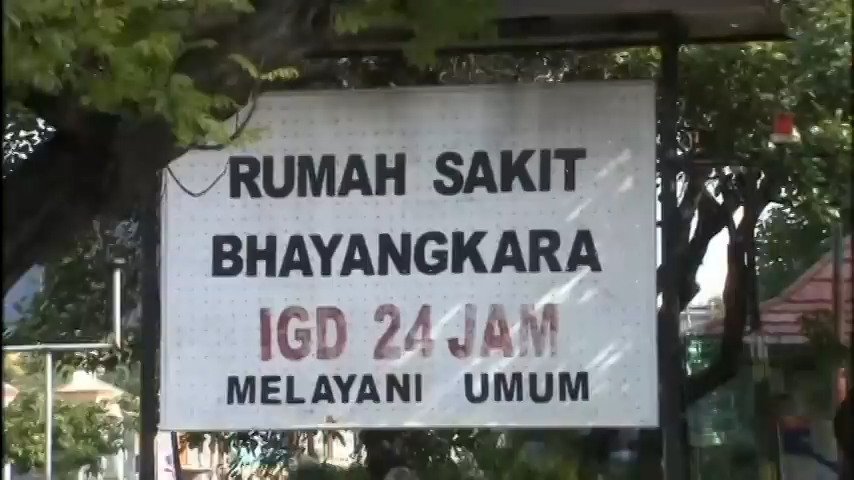 RUMAH SAKIT
BHAYANGKARA
IGD 24 JAM
MELAYANI UMUM